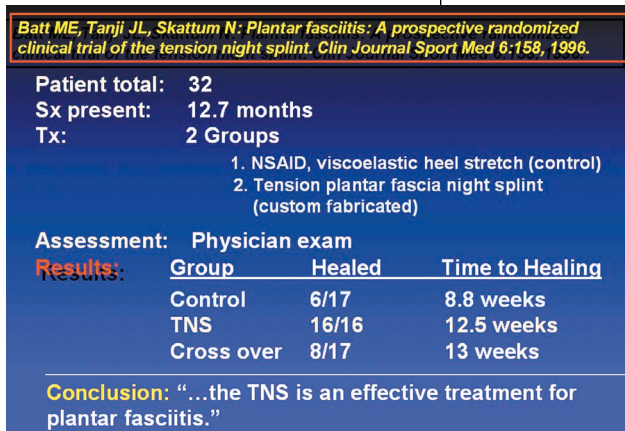 Batt ME, Tanji JL, Skattum N; Plantar fasciitis; A prospective randomized
clinical trial of the tension night splint. Clin Journal Sport Med 6:158, 1996.
Patient total: 32
Sx present: 12.7 months
Tx: 2 Groups
1. NSAID, viscoelastic heel stretch (control)
2. Tension plantar fascia night splint
(custom fabricated)
Assessment: Physician exam
Results: Group Healed Time to Healing
Control 6/17 8.8 weeks
TNS 16/16 12.5 weeks
Cross over 8/17 13 weeks
Conclusion: “…the TNS is an effective treatment for
plantar fasciitis.”